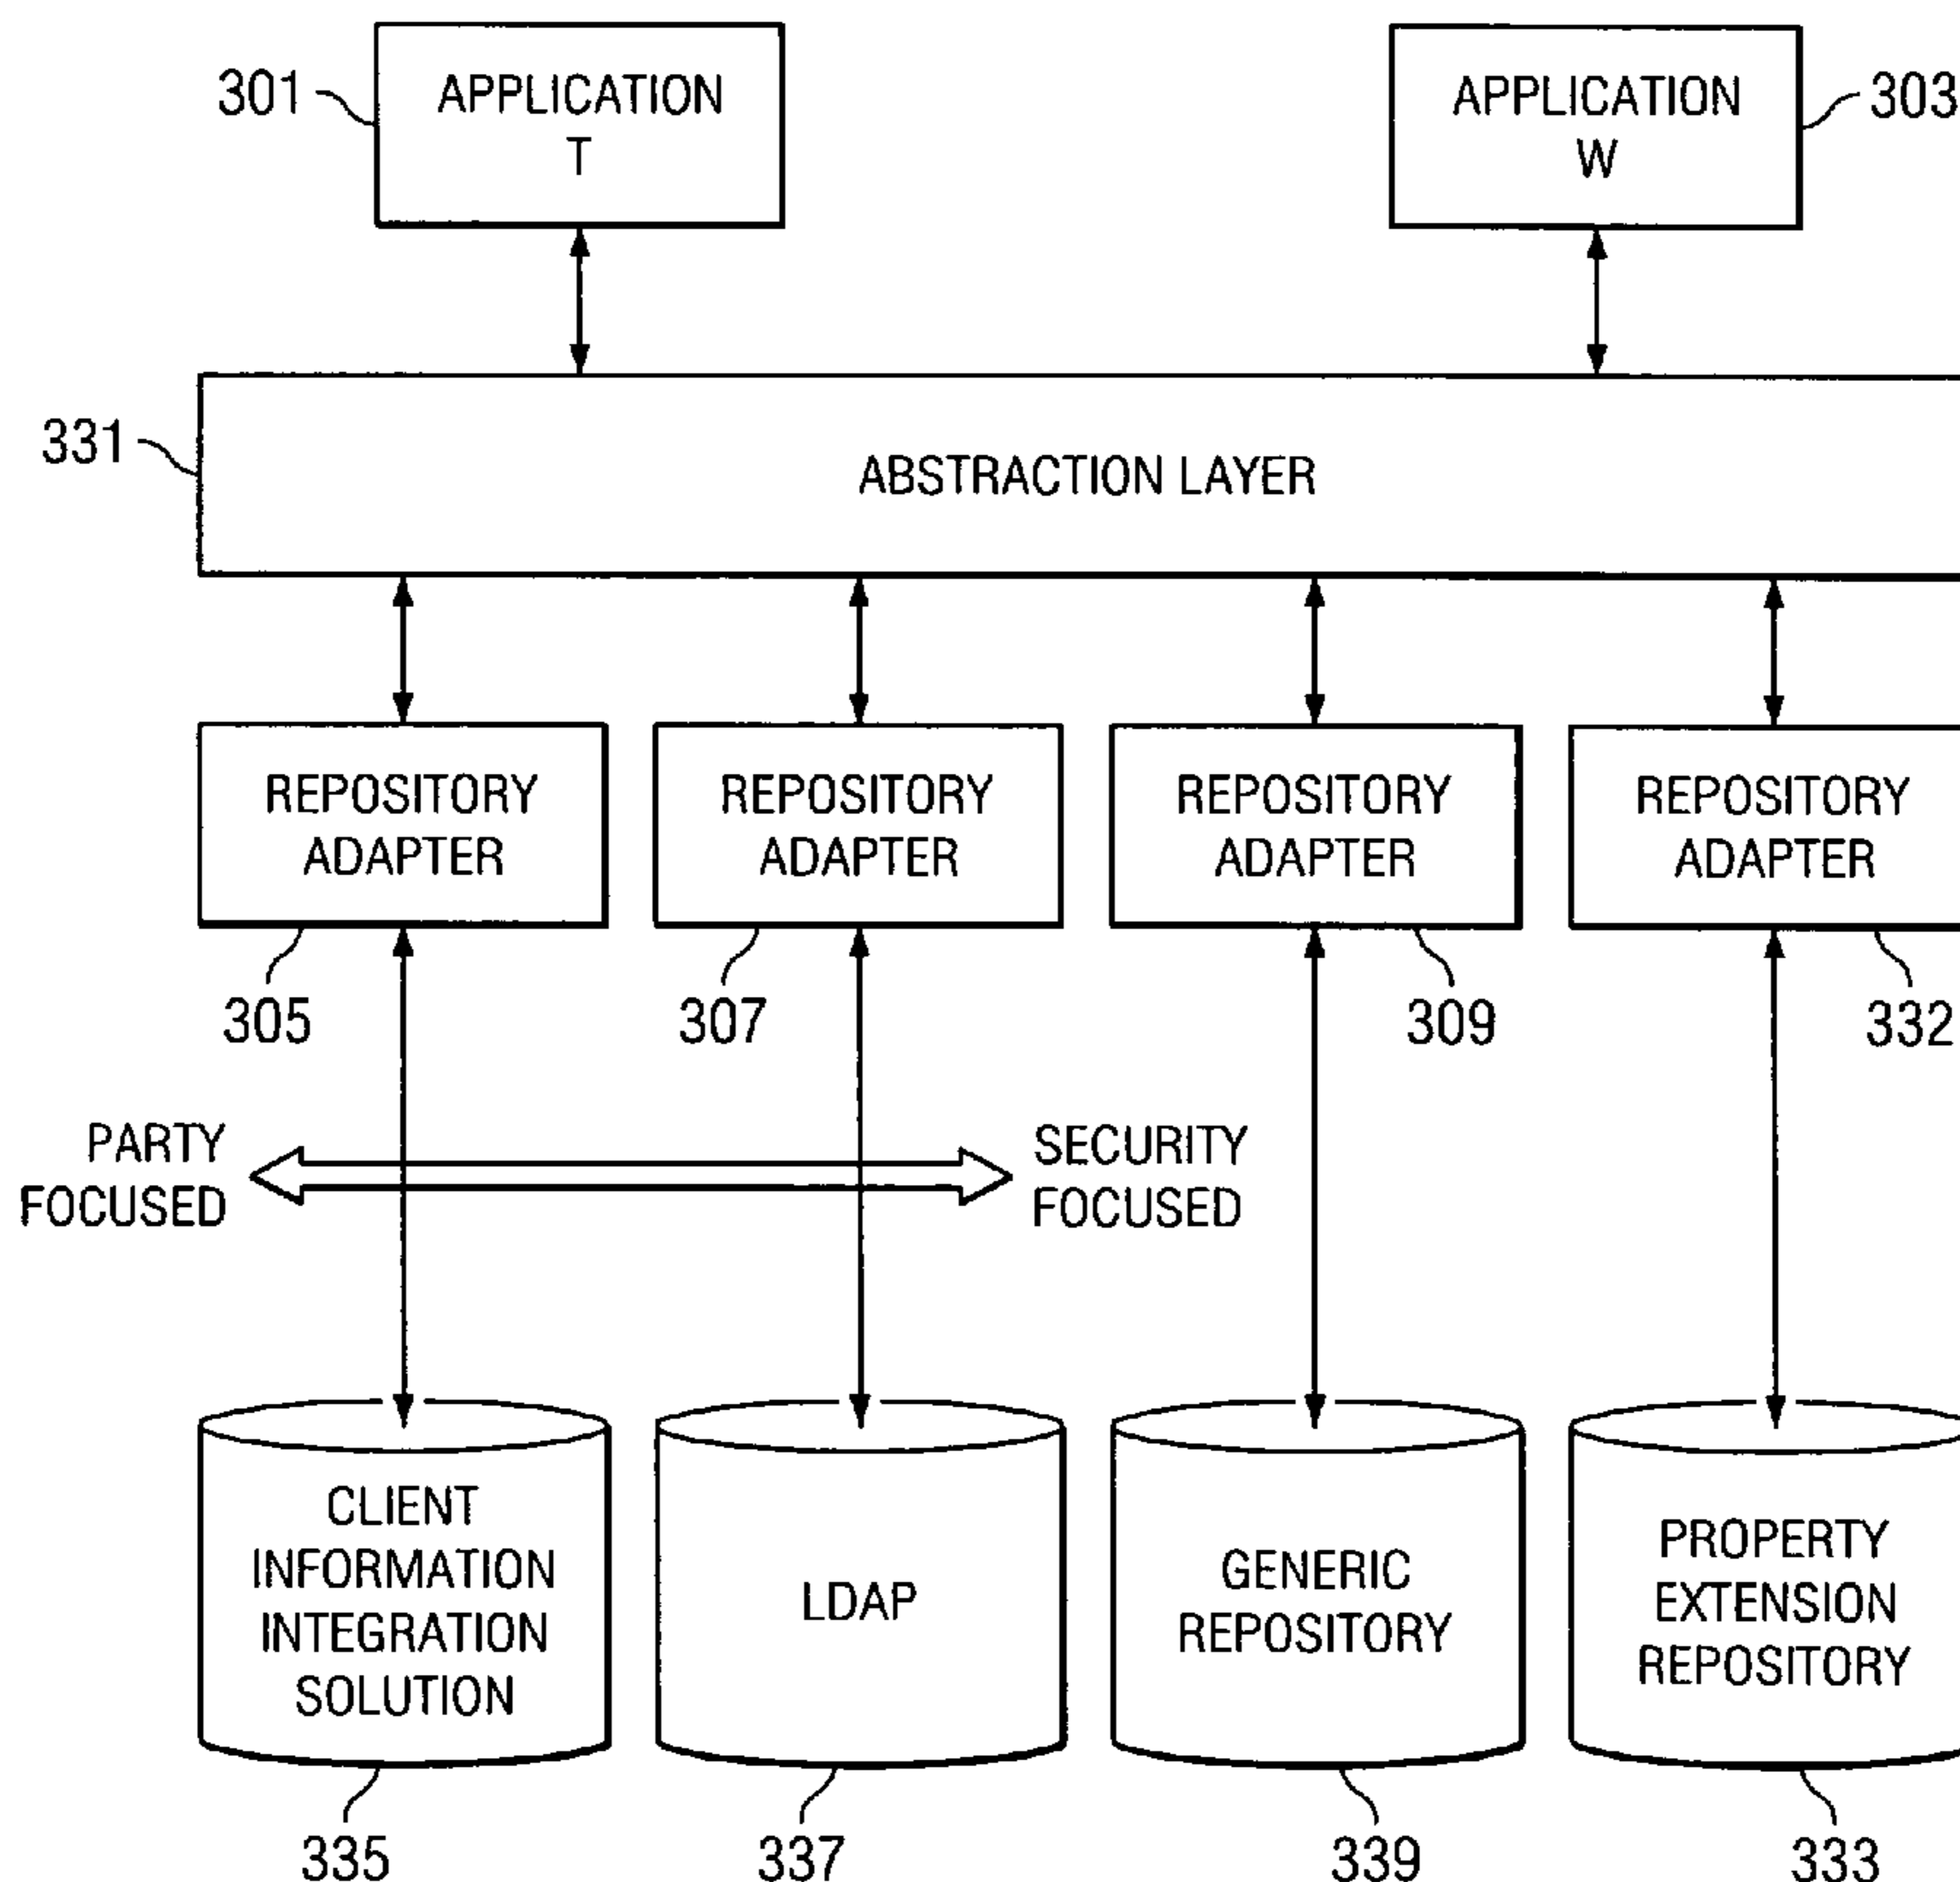 301
APPLICATION
T
APPLICATION
W
303
331
ABSTRACTION LAYER
REPOSITORY
ADAPTER
REPOSITORY
ADAPTER
REPOSITORY
ADAPTER
REPOSITORY
ADAPTER
305
307
309
332
PARTY
FOCUSED
SECURITY
FOCUSED
CLIENT
INFORMATION
INTEGRATION
SOLUTION
LDAP
GENERIC
REPOSITORY
PROPERTY
EXTENSION
REPOSITORY
335
337
339
333